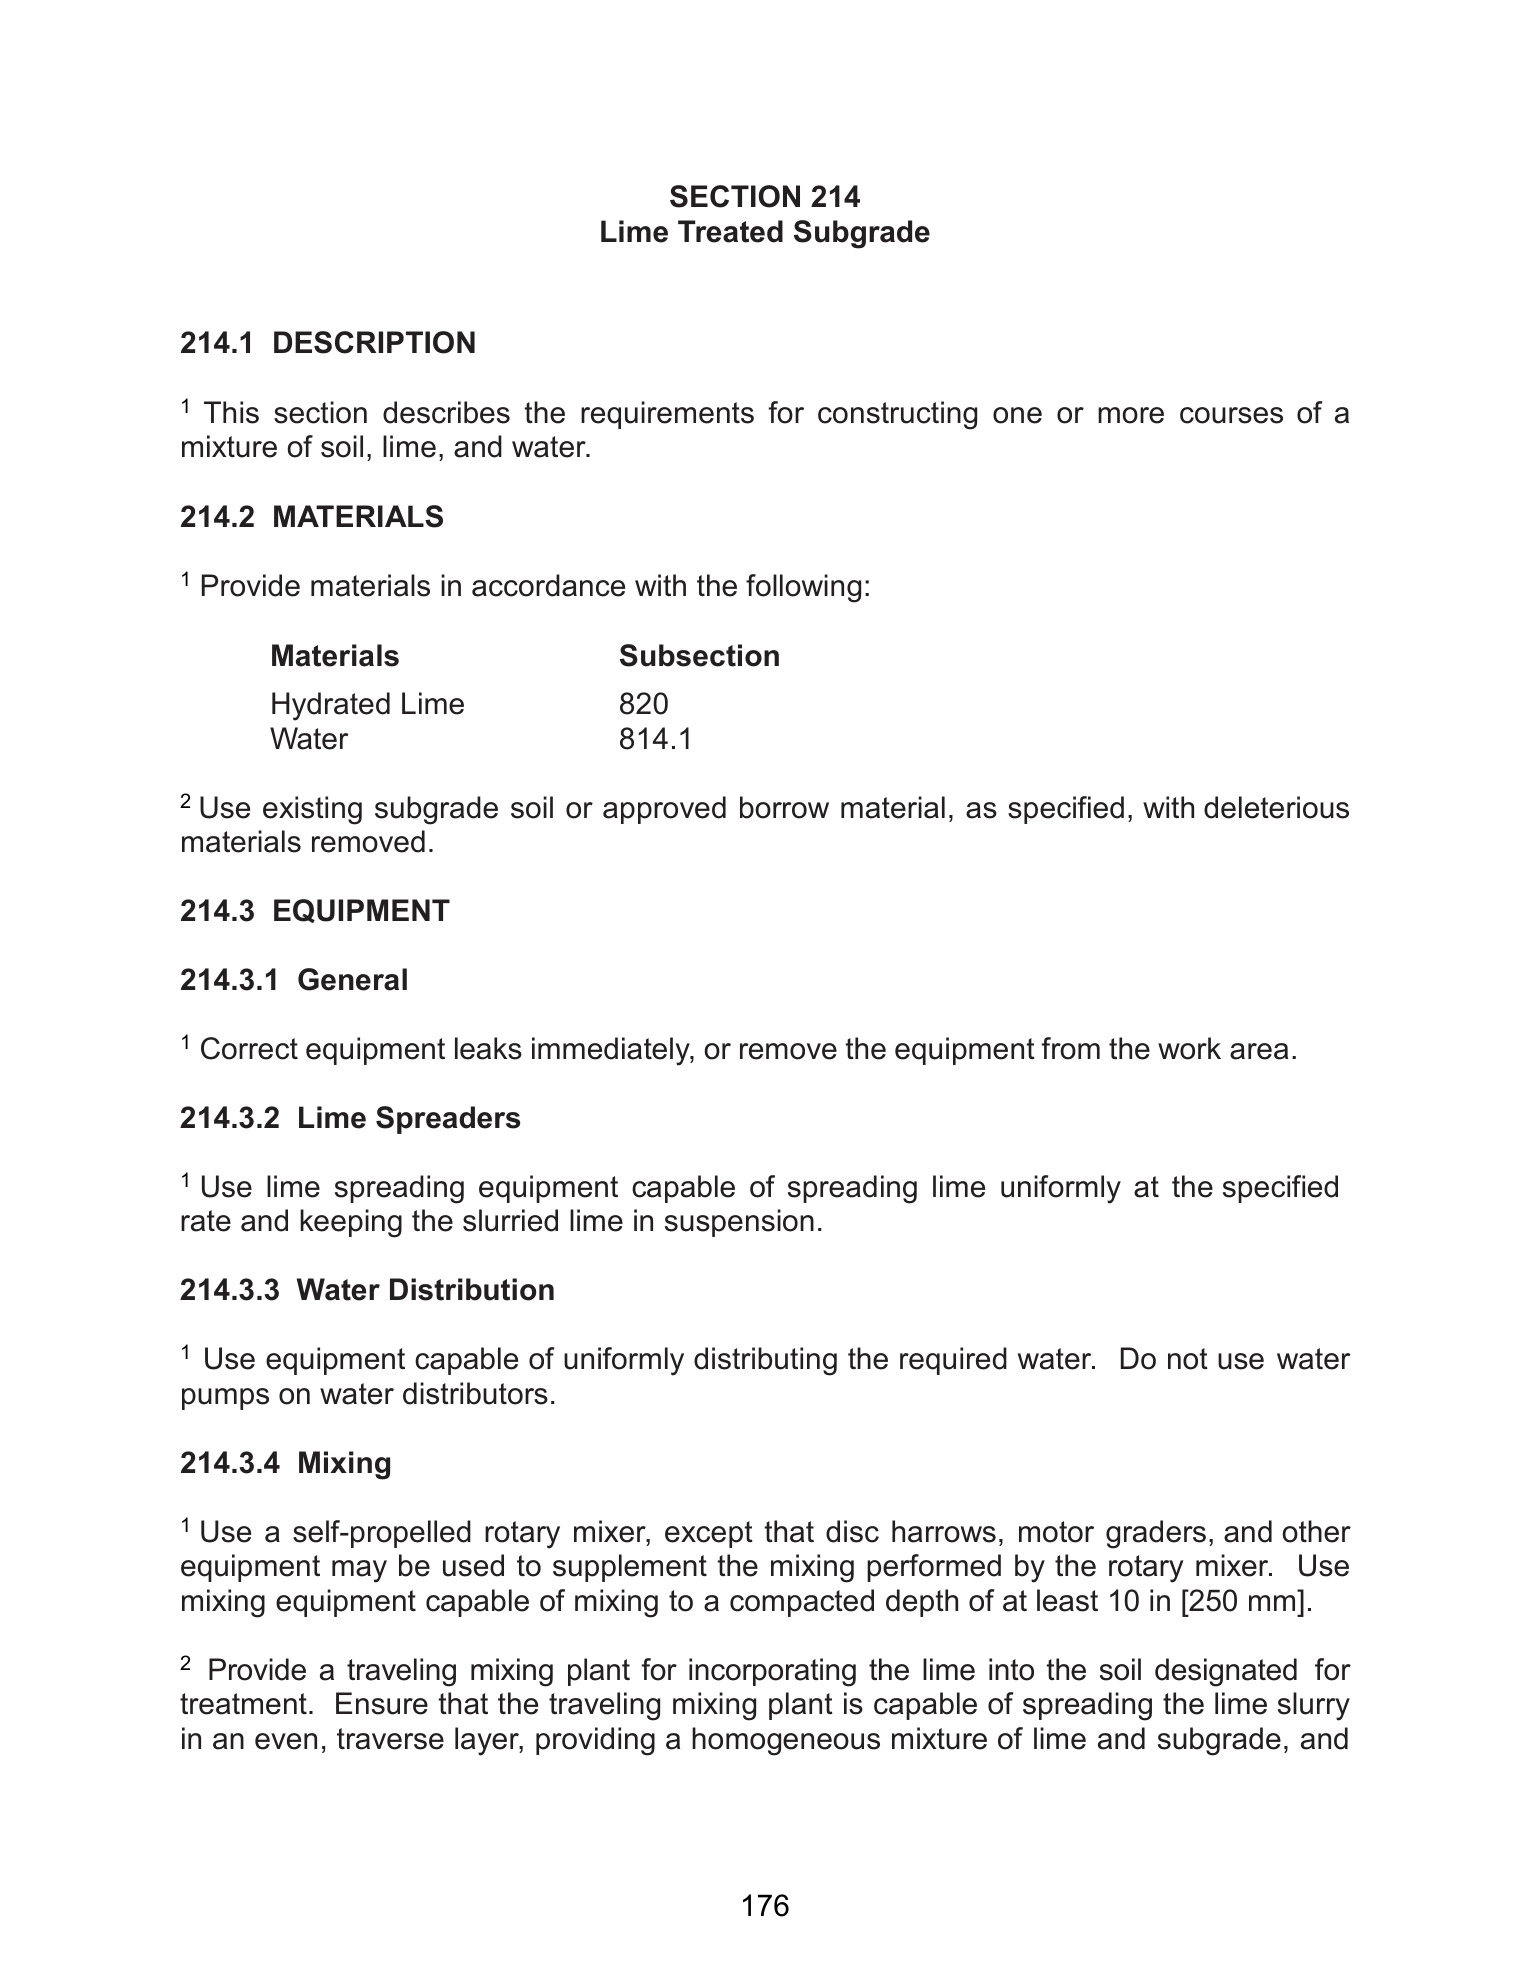 SECTION 214
Lime Treated Subgrade
214.1 DESCRIPTION
1 This section describes the requirements for constructing one or more courses of a
mixture of soil, lime, and water.
214.2 MATERIALS
1 Provide materials in accordance with the following:
Materials Subsection
Hydrated Lime 820
Water 814.1
2 Use existing subgrade soil or approved borrow material, as specified, with deleterious
materials removed.
214.3 EQUIPMENT
214.3.1 General
1 Correct equipment leaks immediately, or remove the equipment from the work area.
214.3.2 Lime Spreaders
1 Use lime spreading equipment capable of spreading lime uniformly at the specified
rate and keeping the slurried lime in suspension.
214.3.3 Water Distribution
1 Use equipment capable of uniformly distributing the required water. Do not use water
pumps on water distributors.
214.3.4 Mixing
1 Use a self-propelled rotary mixer, except that disc harrows, motor graders, and other
equipment may be used to supplement the mixing performed by the rotary mixer. Use
mixing equipment capable of mixing to a compacted depth of at least 10 in [250 mm].
2 Provide a traveling mixing plant for incorporating the lime into the soil designated for
treatment. Ensure that the traveling mixing plant is capable of spreading the lime slurry
in an even, traverse layer, providing a homogeneous mixture of lime and subgrade, and
176